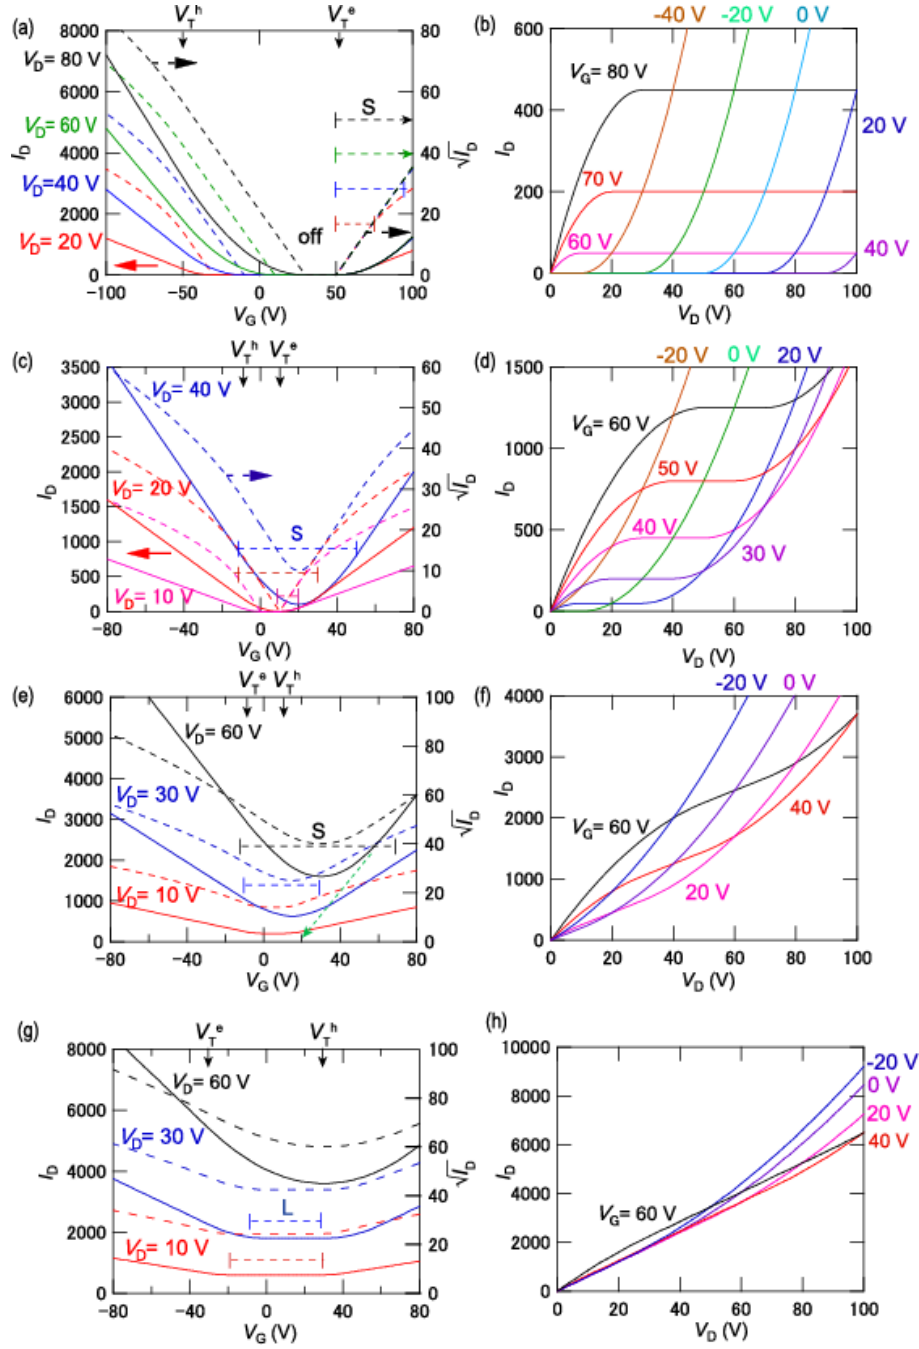 (a)
V_T^h
V_T^e
8000
6000
4000
2000
0
I_D
V_D= 80 V
V_D= 60 V
V_D=40 V
V_D= 20 V
S
off
80
60
40
20
0
√I_D
−100
−50
0
50
100
V_G (V)
(b)
-40 V
-20 V
0 V
600
400
200
0
I_D
V_G= 80 V
70 V
60 V
20 V
40 V
0
20
40
60
80
100
V_D (V)
(c)
V_T^h
V_T^e
3500
3000
2500
2000
1500
1000
500
0
I_D
V_D= 40 V
V_D= 20 V
V_D= 10 V
S
60
50
40
30
20
10
0
√I_D
−80
−40
0
40
80
V_G (V)
(d)
-20 V
0 V
20 V
1500
1000
500
0
I_D
V_G= 60 V
50 V
40 V
30 V
0
20
40
60
80
100
V_D (V)
(e)
V_T^e
V_T^h
6000
5000
4000
3000
2000
1000
0
I_D
V_D= 60 V
V_D= 30 V
V_D= 10 V
S
100
80
60
40
20
0
√I_D
−80
−40
0
40
80
V_G (V)
(f)
-20 V
0 V
4000
3000
2000
1000
0
I_D
V_G= 60 V
40 V
20 V
0
20
40
60
80
100
V_D (V)
(g)
V_T^e
V_T^h
8000
6000
4000
2000
0
I_D
V_D= 60 V
V_D= 30 V
V_D= 10 V
L
100
80
60
40
20
0
√I_D
−80
−40
0
40
80
V_G (V)
(h)
10000
8000
6000
4000
2000
0
I_D
V_G= 60 V
-20 V
0 V
20 V
40 V
0
20
40
60
80
100
V_D (V)